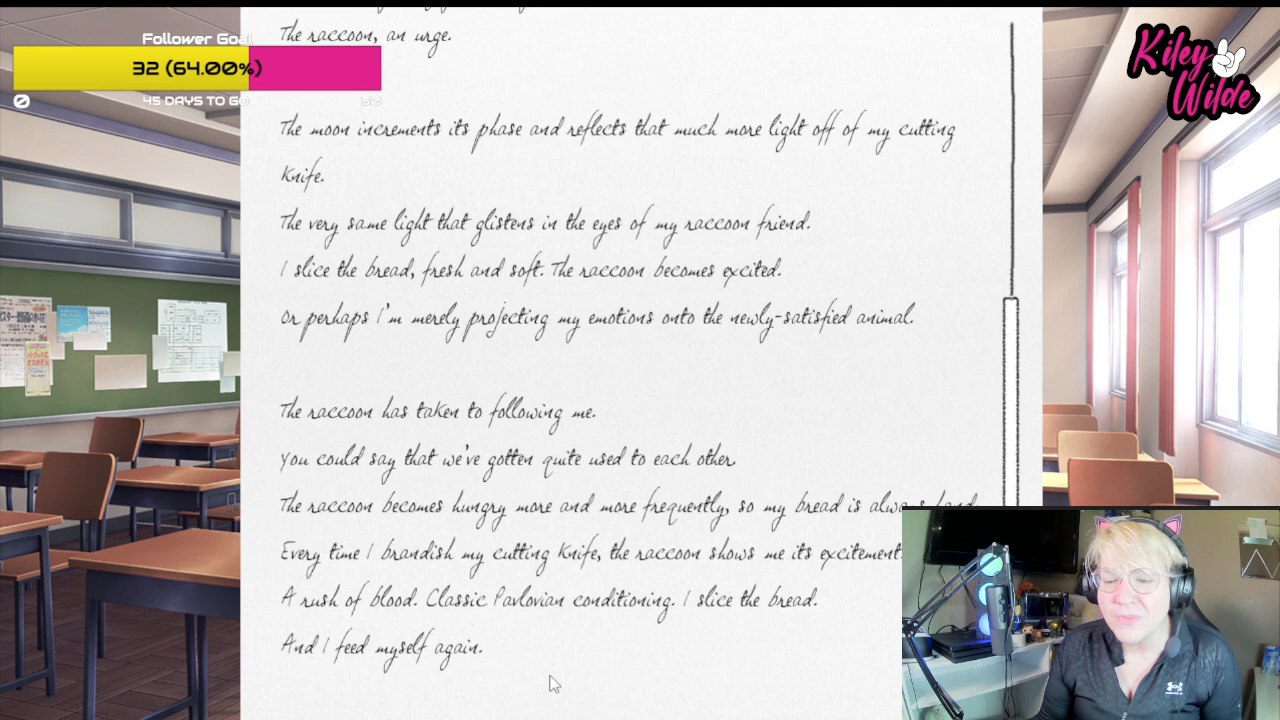 The raccoon, an urge.
Follower Goal
32 (64.00%)
0
45 DAYS TO GO
50
Kiley
Wilde
The moon increments its phase and reflects that much more light off of my cutting
knife.
The very same light that glistens in the eyes of my raccoon friend.
I slice the bread, fresh and soft. The raccoon becomes excited.
Or perhaps I'm merely projecting my emotions onto the newly-satisfied animal.
The raccoon has taken to following me.
You could say that we've gotten quite used to each other.
The raccoon becomes hungry more and more frequently, so my bread is always
Every time I brandish my cutting knife, the raccoon shows me its excitement.
A rush of blood. Classic Pavlovian conditioning. I slice the bread.
And I feed myself again.